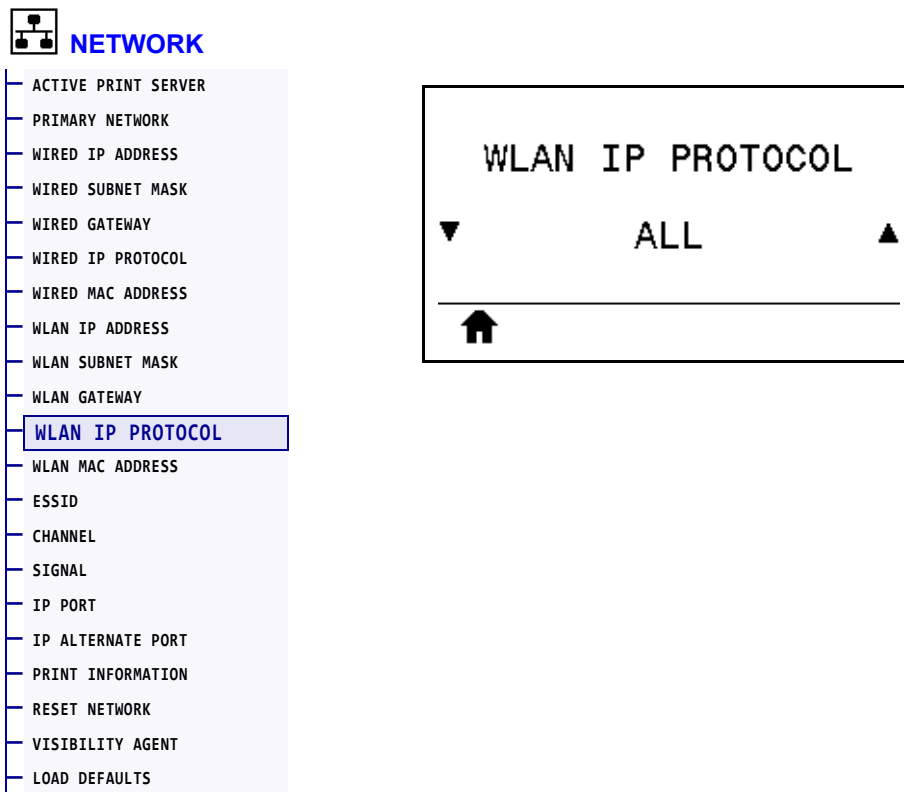 NETWORK
ACTIVE PRINT SERVER
PRIMARY NETWORK
WIRED IP ADDRESS
WIRED SUBNET MASK
WIRED GATEWAY
WIRED IP PROTOCOL
WIRED MAC ADDRESS
WLAN IP ADDRESS
WLAN SUBNET MASK
WLAN GATEWAY
WLAN IP PROTOCOL
WLAN MAC ADDRESS
ESSID
CHANNEL
SIGNAL
IP PORT
IP ALTERNATE PORT
PRINT INFORMATION
RESET NETWORK
VISIBILITY AGENT
LOAD DEFAULTS
WLAN IP PROTOCOL
ALL